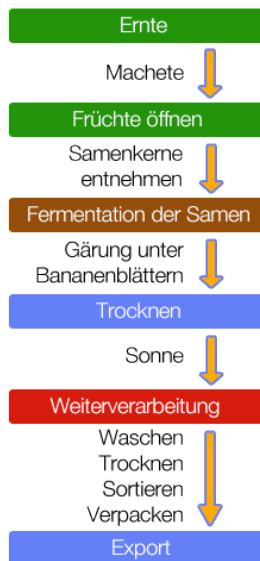 Ernte
Machete
Früchte öffnen
Samenkerne
entnehmen
Fermentation der Samen
Gärung unter
Bananenblättern
Trocknen
Sonne
Weiterverarbeitung
Waschen
Trocknen
Sortieren
Verpacken
Export